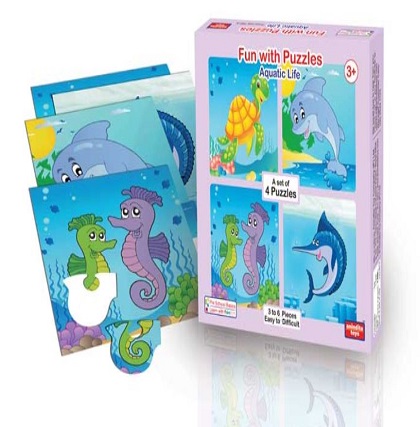 Fun with Puzzles
Aquatic Life
3+
A set of
4 Puzzles
3 to 6 Pieces
Easy to Difficult